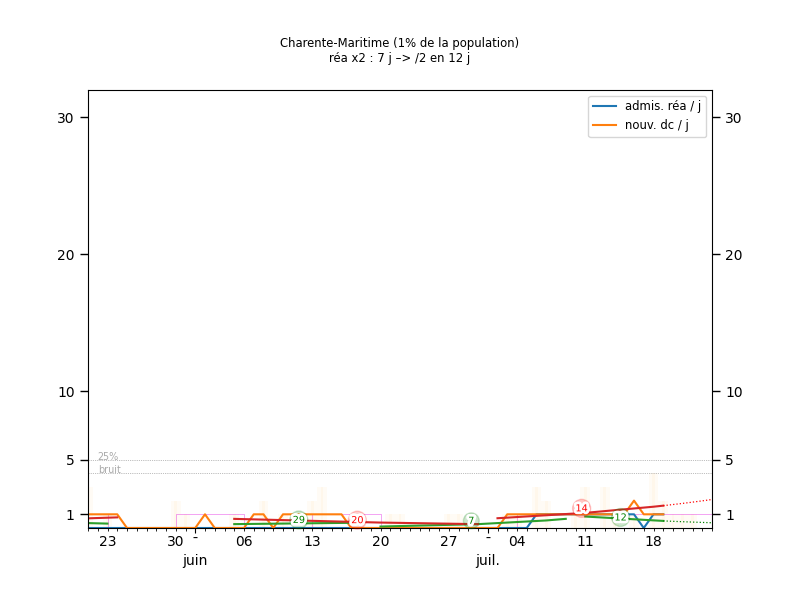 Charente-Maritime (1% de la population)
réa x2 : 7 j –> /2 en 12 j
admis. réa / j
nouv. dc / j
30 30
20 20
10 10
5 5
1 1
25%
bruit
29 20 7 14 12
23 30 - 06 13 20 27 - 04 11 18
juin juil.